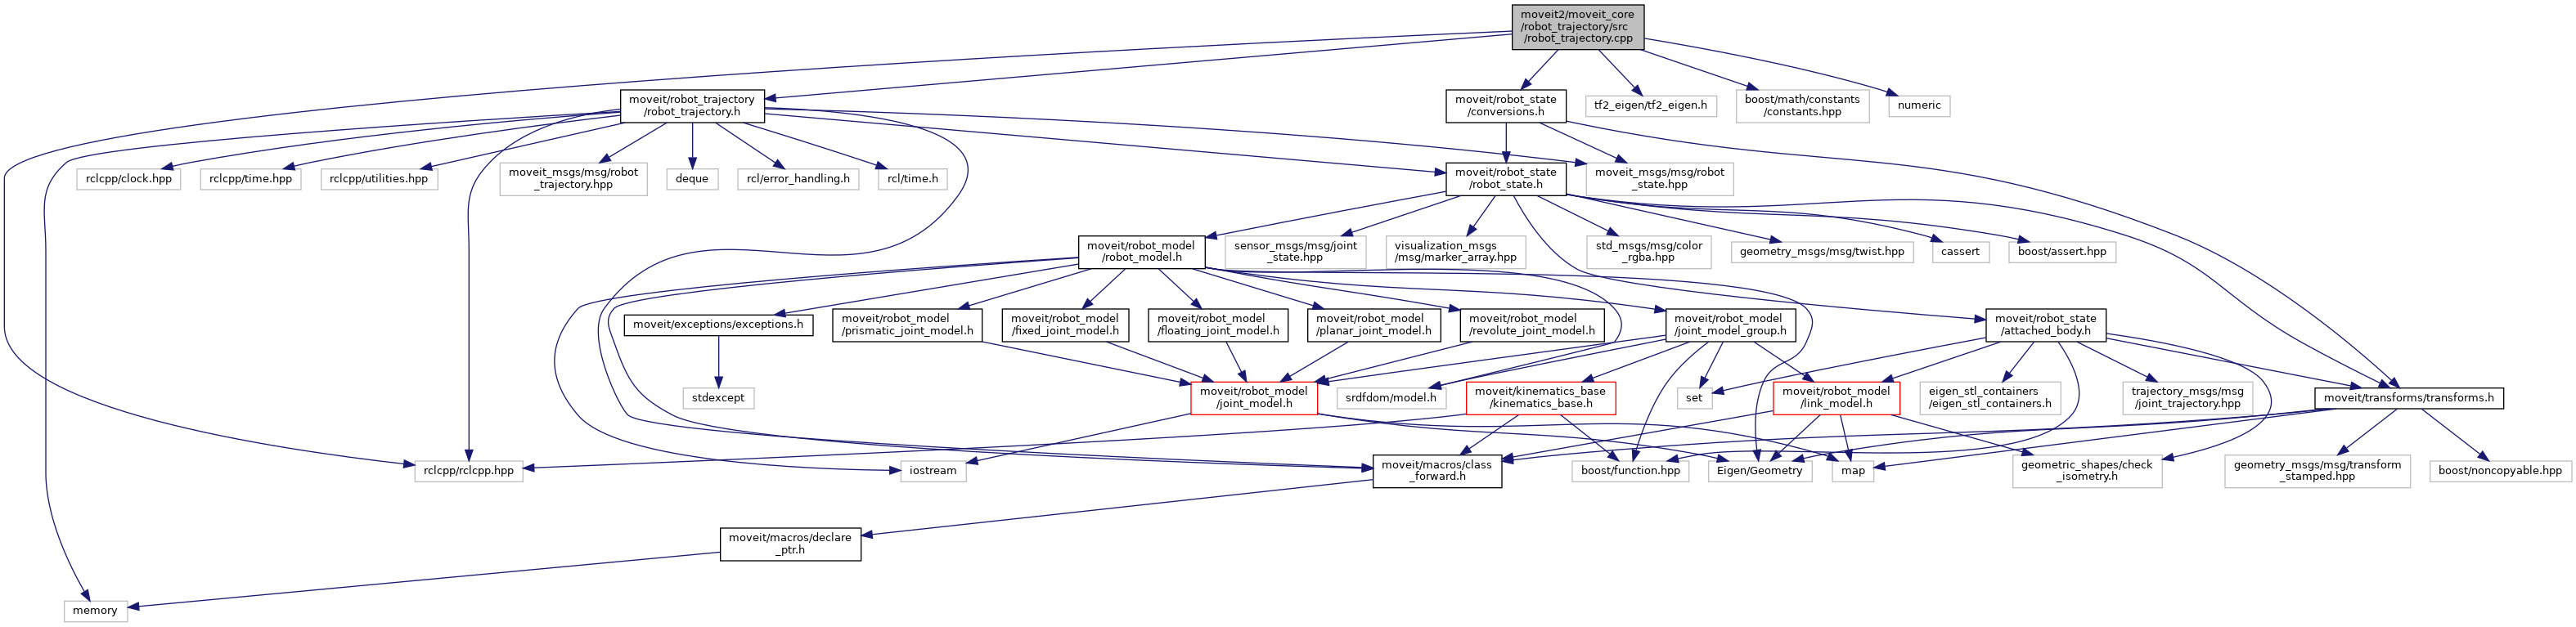 moveit2/moveit_core
/robot_trajectory/src
/robot_trajectory.cpp
moveit/robot_trajectory
/robot_trajectory.h
moveit/robot_state
/conversions.h
tf2_eigen/tf2_eigen.h
boost/math/constants
/constants.hpp
numeric
rclcpp/clock.hpp
rclcpp/time.hpp
rclcpp/utilities.hpp
moveit_msgs/msg/robot
_trajectory.hpp
deque
rcl/error_handling.h
rcl/time.h
moveit/robot_state
/robot_state.h
moveit_msgs/msg/robot
_state.hpp
moveit/robot_model
/robot_model.h
sensor_msgs/msg/joint
_state.hpp
visualization_msgs
/msg/marker_array.hpp
std_msgs/msg/color
_rgba.hpp
geometry_msgs/msg/twist.hpp
cassert
boost/assert.hpp
moveit/exceptions/exceptions.h
moveit/robot_model
/prismatic_joint_model.h
moveit/robot_model
/fixed_joint_model.h
moveit/robot_model
/floating_joint_model.h
moveit/robot_model
/planar_joint_model.h
moveit/robot_model
/revolute_joint_model.h
moveit/robot_model
/joint_model_group.h
moveit/robot_state
/attached_body.h
stdexcept
moveit/robot_model
/joint_model.h
srdfdom/model.h
moveit/kinematics_base
/kinematics_base.h
set
moveit/robot_model
/link_model.h
eigen_stl_containers
/eigen_stl_containers.h
trajectory_msgs/msg
/joint_trajectory.hpp
moveit/transforms/transforms.h
rclcpp/rclcpp.hpp
iostream
moveit/macros/class
_forward.h
boost/function.hpp
Eigen/Geometry
map
geometric_shapes/check
_isometry.h
geometry_msgs/msg/transform
_stamped.hpp
boost/noncopyable.hpp
moveit/macros/declare
_ptr.h
memory